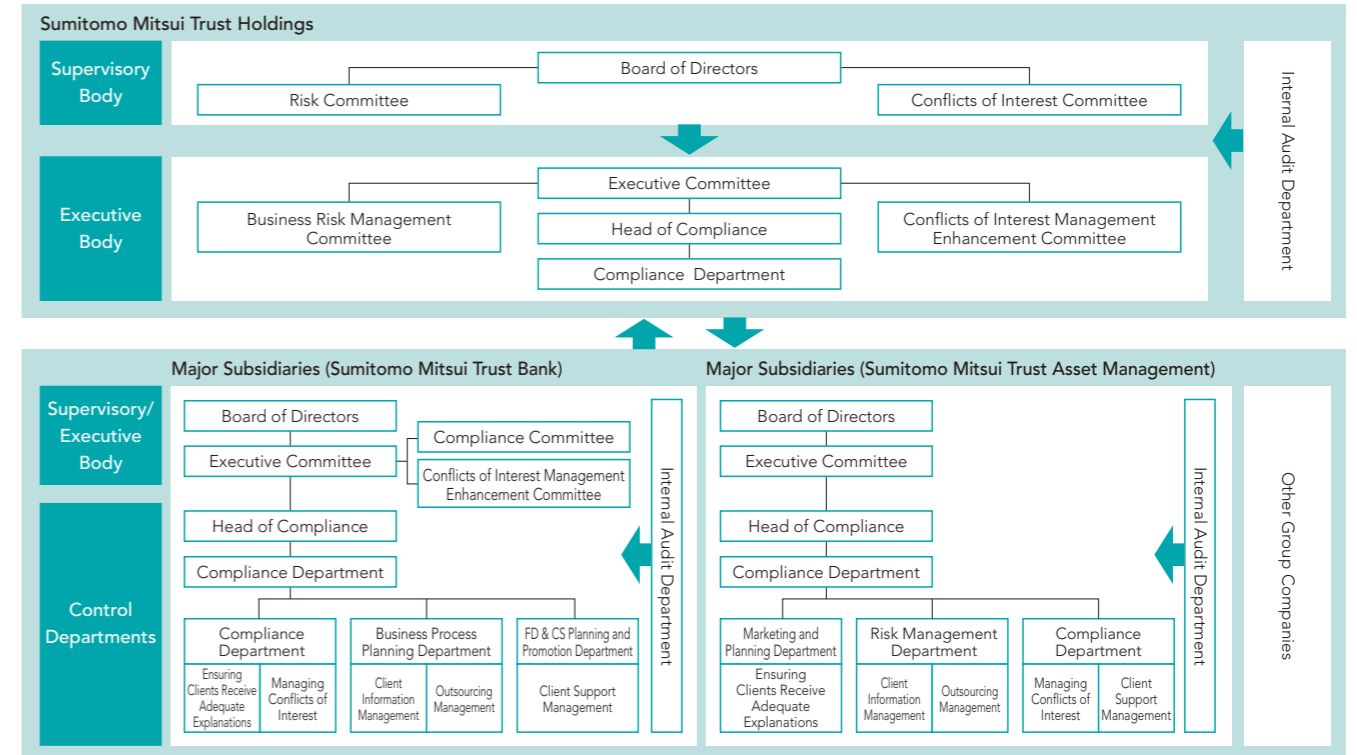 Sumitomo Mitsui Trust Holdings
Supervisory
Body
Board of Directors
Risk Committee
Conflicts of Interest Committee
Internal Audit Department
Executive
Body
Executive Committee
Business Risk Management
Committee
Head of Compliance
Conflicts of Interest Management
Enhancement Committee
Compliance Department
Major Subsidiaries (Sumitomo Mitsui Trust Bank)
Supervisory/
Executive
Body
Board of Directors
Executive Committee
Compliance Committee
Conflicts of Interest Management
Enhancement Committee
Control
Departments
Head of Compliance
Compliance Department
Compliance
Department
Ensuring
Clients Receive
Adequate
Explanations
Managing
Conflicts of
Interest
Business Process
Planning Department
Client
Information
Management
Outsourcing
Management
FD & CS Planning and
Promotion Department
Client Support
Management
Internal Audit Department
Major Subsidiaries (Sumitomo Mitsui Trust Asset Management)
Board of Directors
Executive Committee
Head of Compliance
Compliance Department
Marketing and
Planning Department
Ensuring
Clients Receive
Adequate
Explanations
Risk Management
Department
Client
Information
Management
Outsourcing
Management
Compliance
Department
Managing
Conflicts of
Interest
Client
Support
Management
Internal Audit Department
Other Group Companies